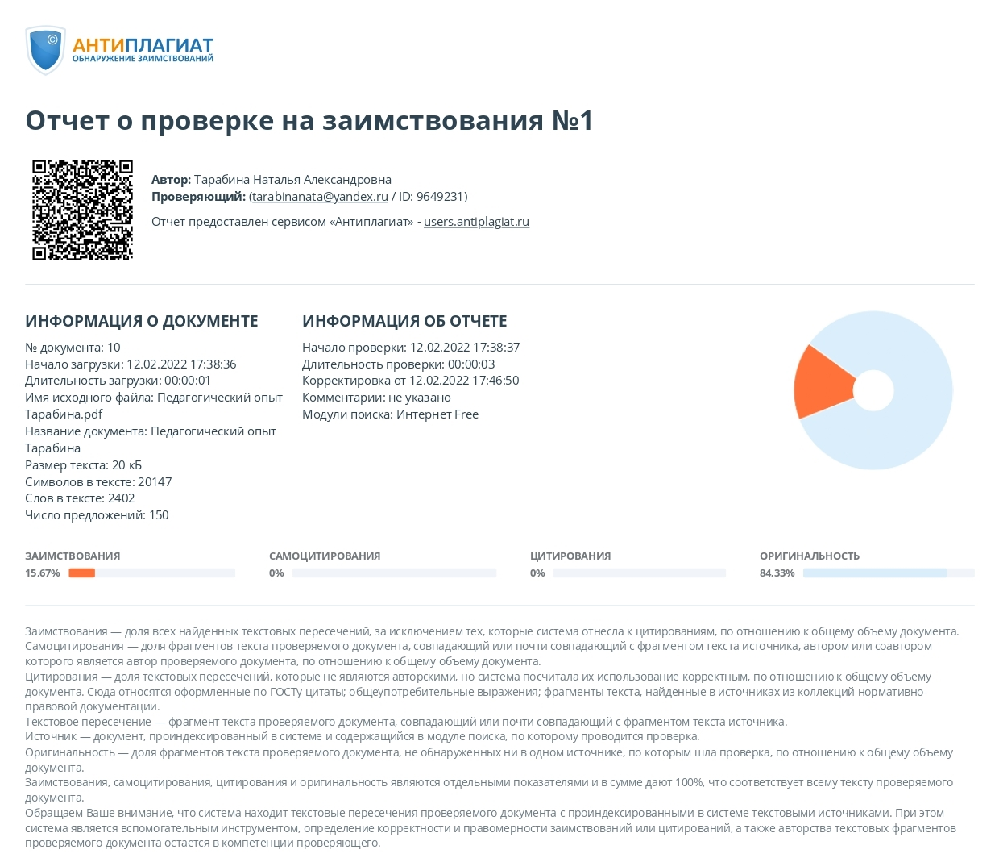 ©
АНТИПЛАГИАТ
ОБНАРУЖЕНИЕ ЗАИМСТВОВАНИЙ
Отчет о проверке на заимствования №1
Автор: Тарабина Наталья Александровна
Проверяющий: (tarabinanata@yandex.ru / ID: 9649231)
Отчет предоставлен сервисом «Антиплагиат» - users.antiplagiat.ru
ИНФОРМАЦИЯ О ДОКУМЕНТЕ
№ документа: 10
Начало загрузки: 12.02.2022 17:38:36
Длительность загрузки: 00:00:01
Имя исходного файла: Педагогический опыт
Тарабина.pdf
Название документа: Педагогический опыт
Тарабина
Размер текста: 20 кБ
Символов в тексте: 20147
Слов в тексте: 2402
Число предложений: 150
ИНФОРМАЦИЯ ОБ ОТЧЕТЕ
Начало проверки: 12.02.2022 17:38:37
Длительность проверки: 00:00:03
Корректировка от 12.02.2022 17:46:50
Комментарии: не указано
Модули поиска: Интернет Free
ЗАИМСТВОВАНИЯ
15,67%
САМОЦИТИРОВАНИЯ
0%
ЦИТИРОВАНИЯ
0%
ОРИГИНАЛЬНОСТЬ
84,33%
Заимствования — доля всех найденных текстовых пересечений, за исключением тех, которые система отнесла к цитированиям, по отношению к общему объему документа.
Самоцитирования — доля фрагментов текста проверяемого документа, совпадающий или почти совпадающий с фрагментом текста источника, автором или соавтором
которого является автор проверяемого документа, по отношению к общему объему документа.
Цитирования — доля текстовых пересечений, которые не являются авторскими, но система посчитала их использование корректным, по отношению к общему объему
документа. Сюда относятся оформленные по ГОСТу цитаты; общеупотребительные выражения; фрагменты текста, найденные в источниках из коллекций нормативно-
правовой документации.
Текстовое пересечение — фрагмент текста проверяемого документа, совпадающий или почти совпадающий с фрагментом текста источника.
Источник — документ, проиндексированный в системе и содержащийся в модуле поиска, по которому проводится проверка.
Оригинальность — доля фрагментов текста проверяемого документа, не обнаруженных ни в одном источнике, по которым шла проверка, по отношению к общему объему
документа.
Заимствования, самоцитирования, цитирования и оригинальность являются отдельными показателями и в сумме дают 100%, что соответствует всему тексту проверяемого
документа.
Обращаем Ваше внимание, что система находит текстовые пересечения проверяемого документа с проиндексированными в системе текстовыми источниками. При этом
система является вспомогательным инструментом, определение корректности и правомерности заимствований или цитирований, а также авторства текстовых фрагментов
проверяемого документа остается в компетенции проверяющего.